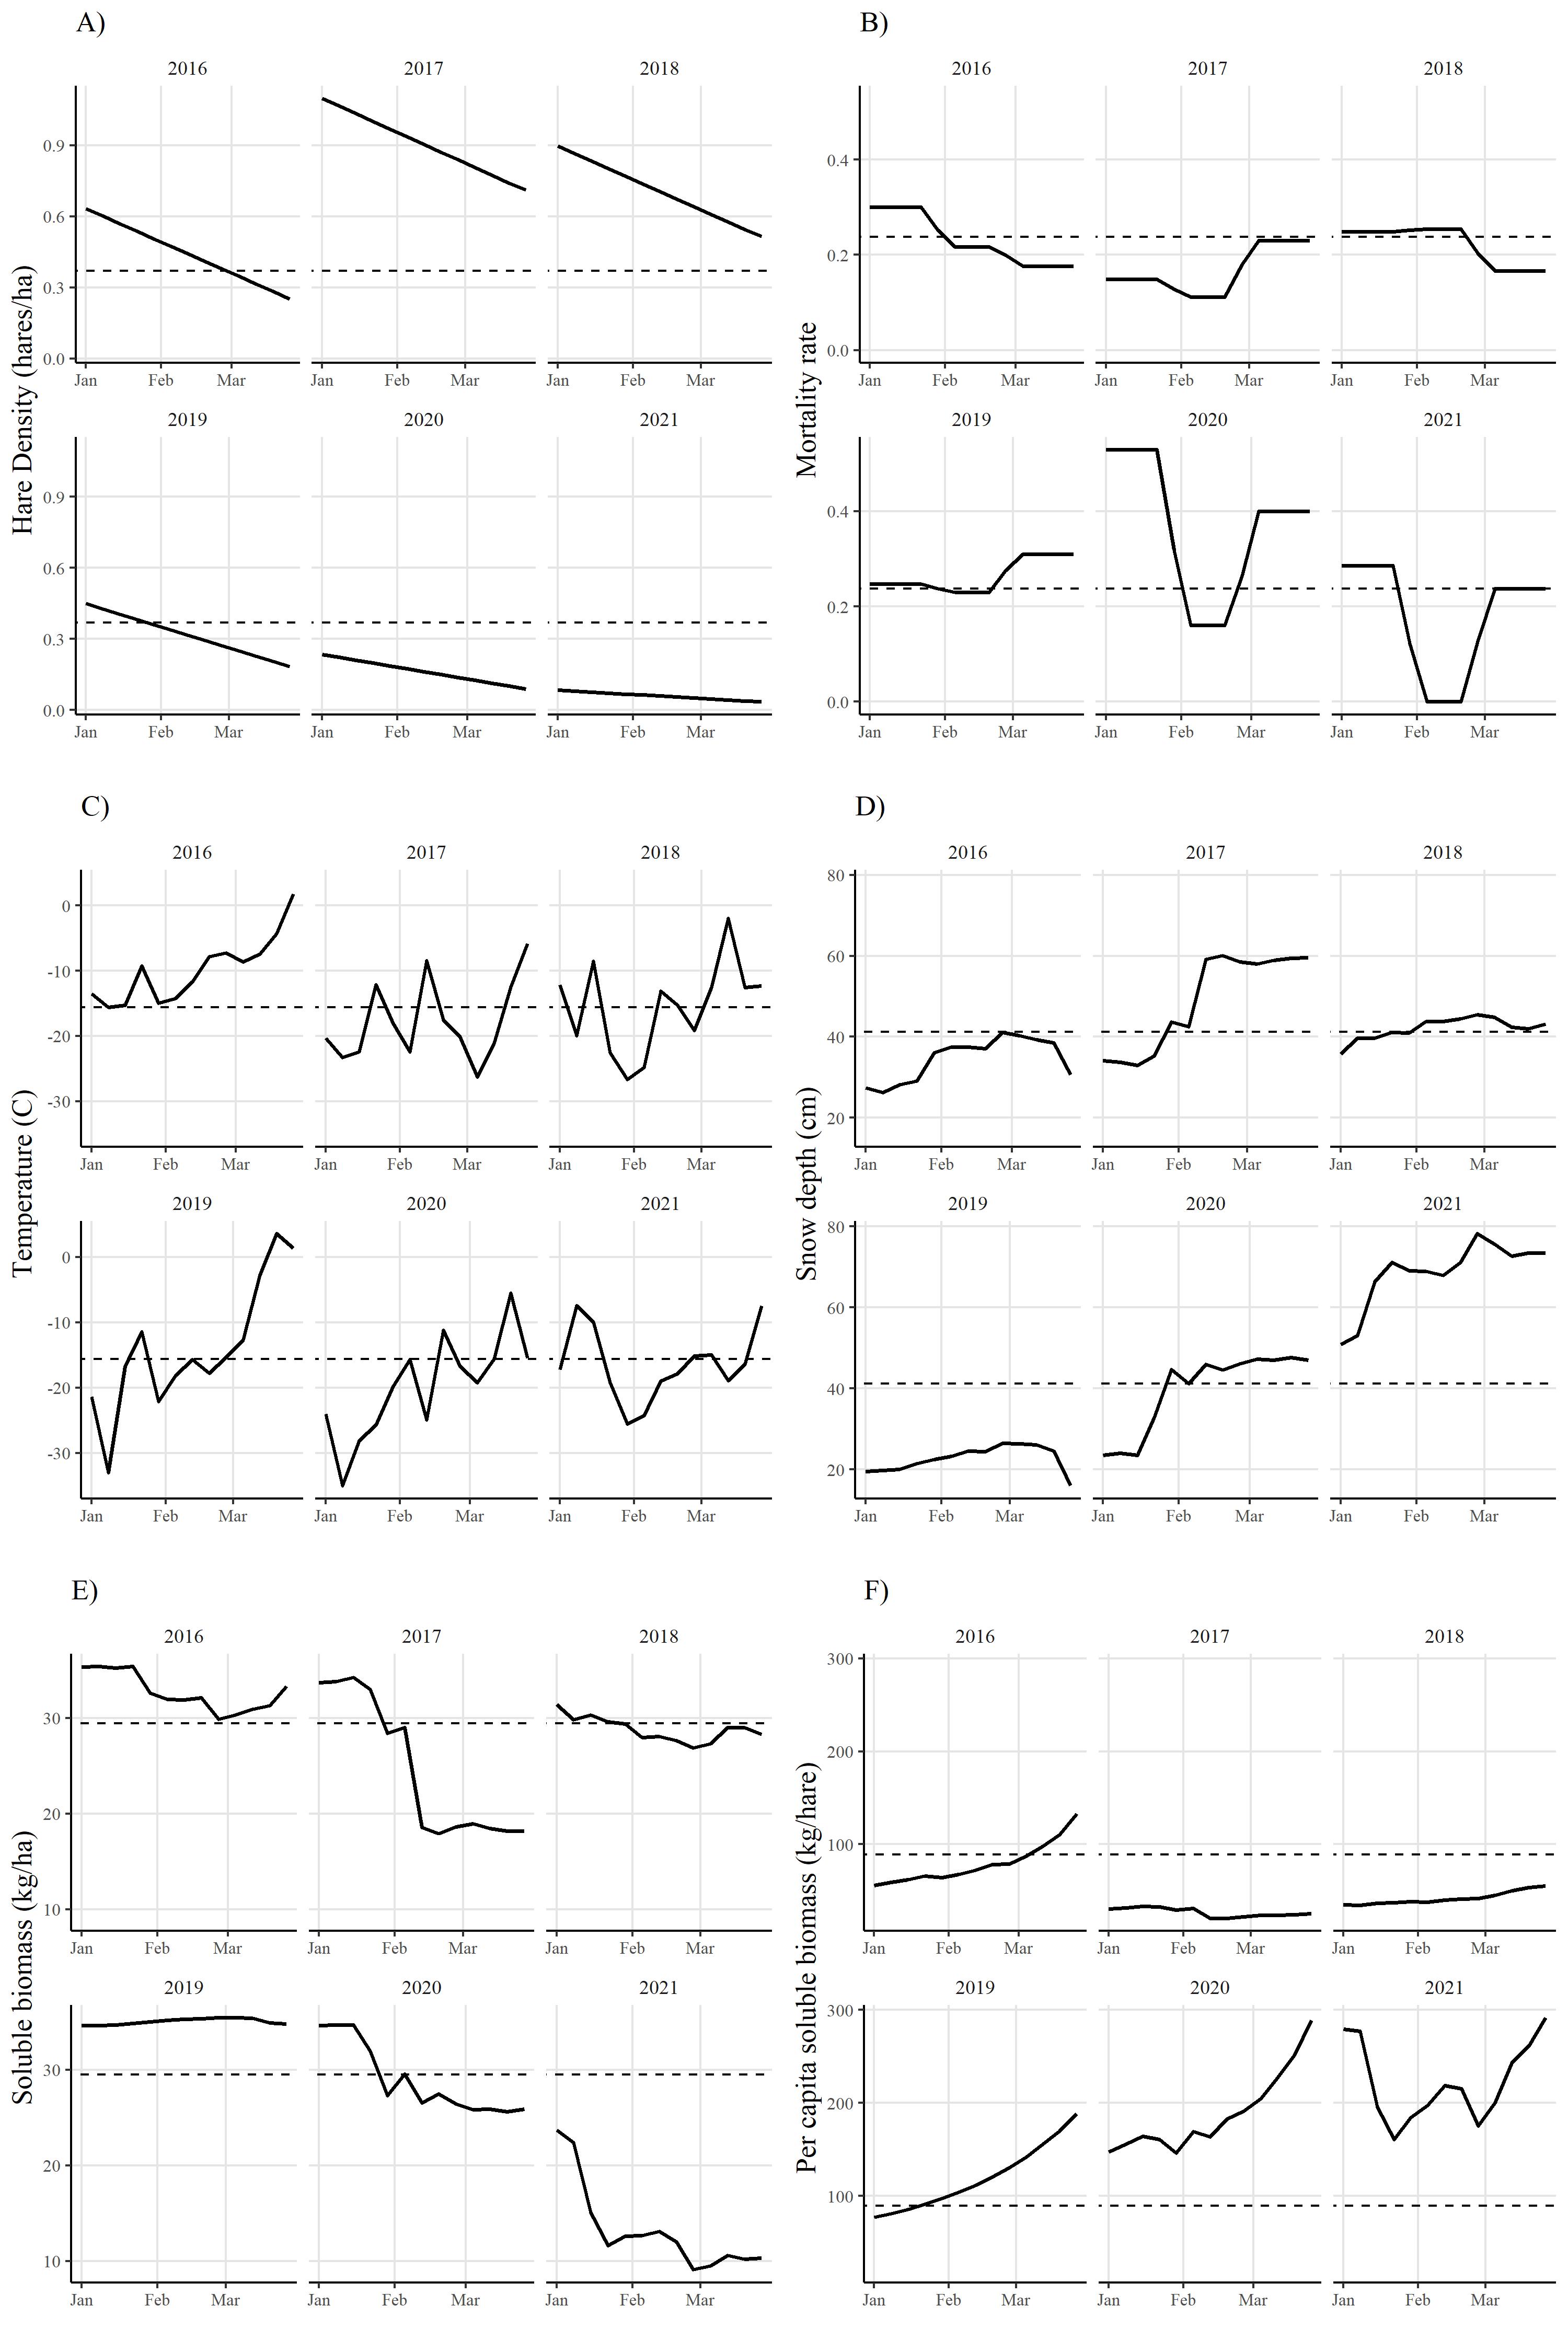 A)
2016 2017 2018
Hare Density (hares/ha)
0.9
0.6
0.3
0.0
Jan Feb Mar Jan Feb Mar Jan Feb Mar
2019 2020 2021
0.9
0.6
0.3
0.0
Jan Feb Mar Jan Feb Mar Jan Feb Mar
B)
2016 2017 2018
Mortality rate
0.4
0.2
0.0
Jan Feb Mar Jan Feb Mar Jan Feb Mar
2019 2020 2021
0.4
0.2
0.0
Jan Feb Mar Jan Feb Mar Jan Feb Mar
C)
2016 2017 2018
Temperature (C)
0
-10
-20
-30
Jan Feb Mar Jan Feb Mar Jan Feb Mar
2019 2020 2021
0
-10
-20
-30
Jan Feb Mar Jan Feb Mar Jan Feb Mar
D)
2016 2017 2018
Snow depth (cm)
80
60
40
20
Jan Feb Mar Jan Feb Mar Jan Feb Mar
2019 2020 2021
80
60
40
20
Jan Feb Mar Jan Feb Mar Jan Feb Mar
E)
2016 2017 2018
Soluble biomass (kg/ha)
30
20
10
Jan Feb Mar Jan Feb Mar Jan Feb Mar
2019 2020 2021
30
20
10
Jan Feb Mar Jan Feb Mar Jan Feb Mar
F)
2016 2017 2018
Per capita soluble biomass (kg/hare)
300
200
100
Jan Feb Mar Jan Feb Mar Jan Feb Mar
2019 2020 2021
300
200
100
Jan Feb Mar Jan Feb Mar Jan Feb Mar